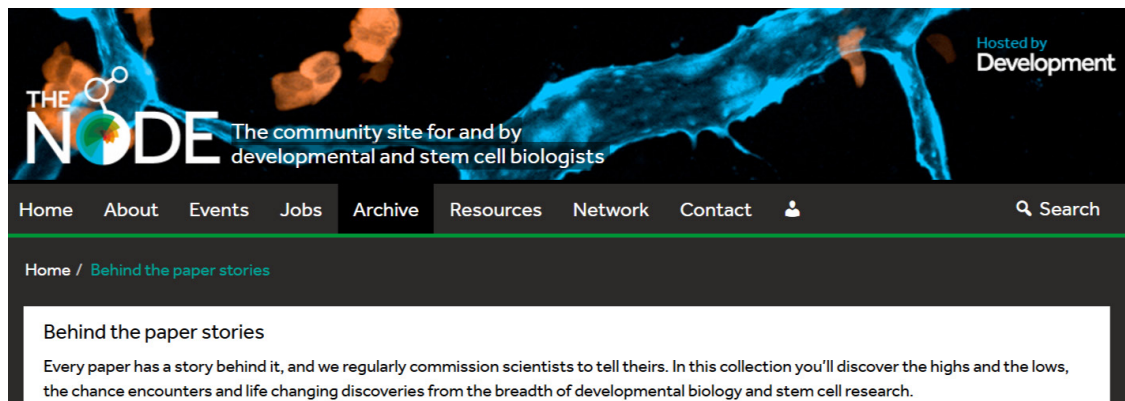 Hosted by
Development
THE
NODE
The community site for and by
developmental and stem cell biologists
Home About Events Jobs Archive Resources Network Contact Search
Home / Behind the paper stories
Behind the paper stories
Every paper has a story behind it, and we regularly commission scientists to tell theirs. In this collection you’ll discover the highs and the lows,
the chance encounters and life changing discoveries from the breadth of developmental biology and stem cell research.